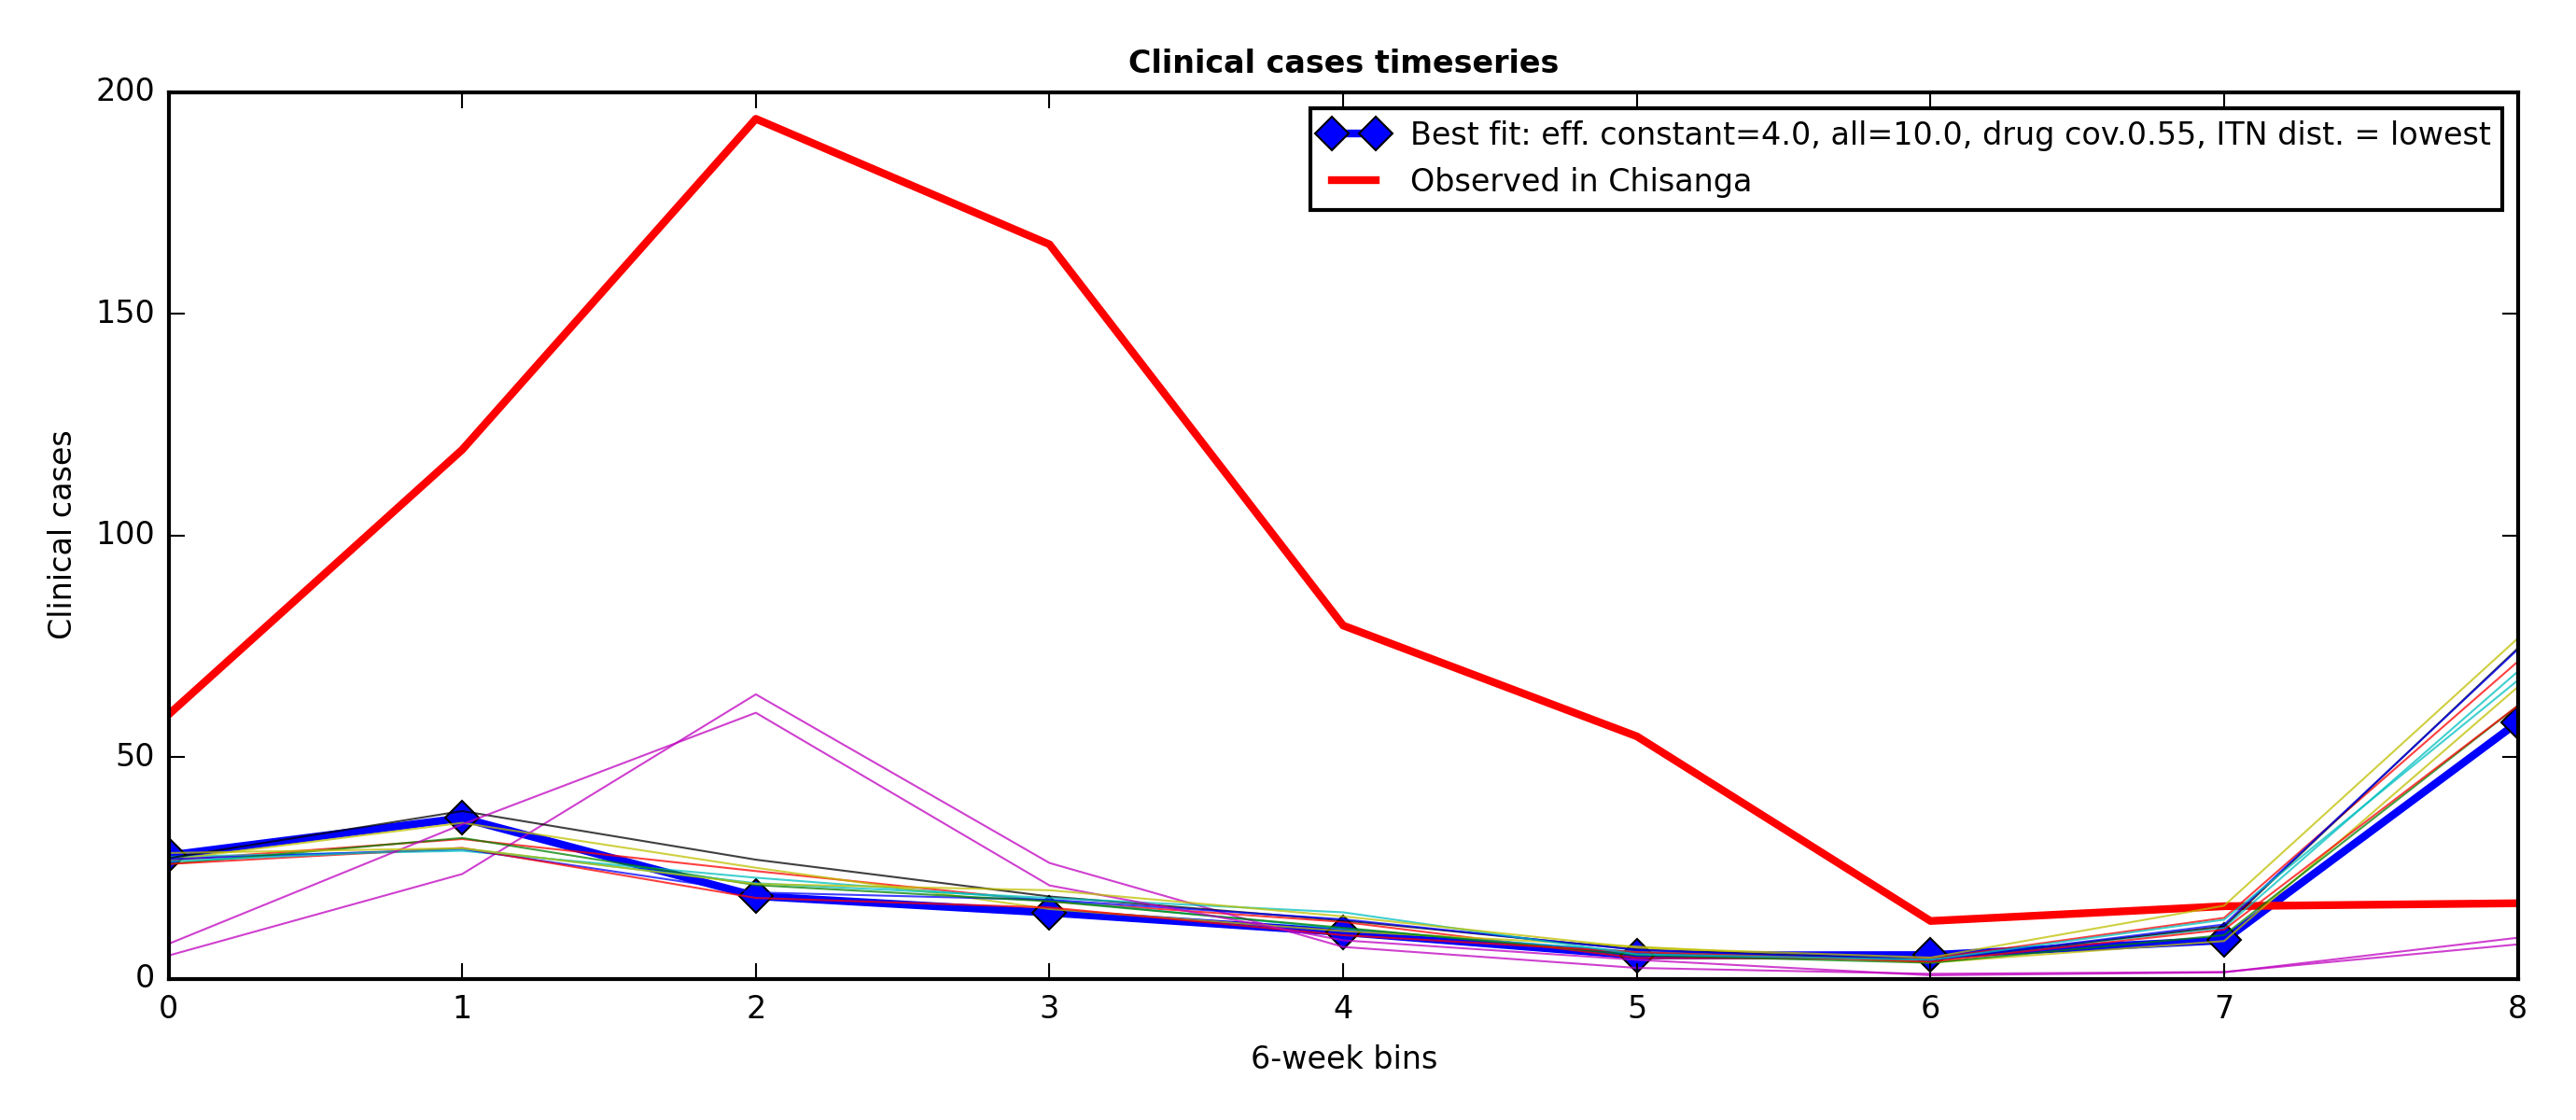 Clinical cases timeseries
200
150
100
50
0
Clinical cases
Best fit: eff. constant=4.0, all=10.0, drug cov.0.55, ITN dist. = lowest
Observed in Chisanga
0 1 2 3 4 5 6 7 8
6-week bins